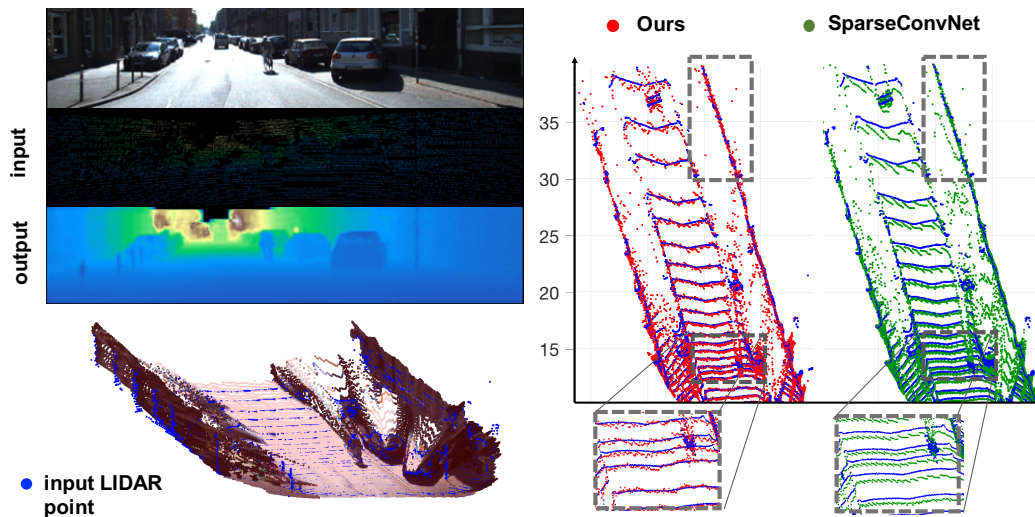 input
output
input LIDAR
point
Ours
SparseConvNet
35
30
25
20
15